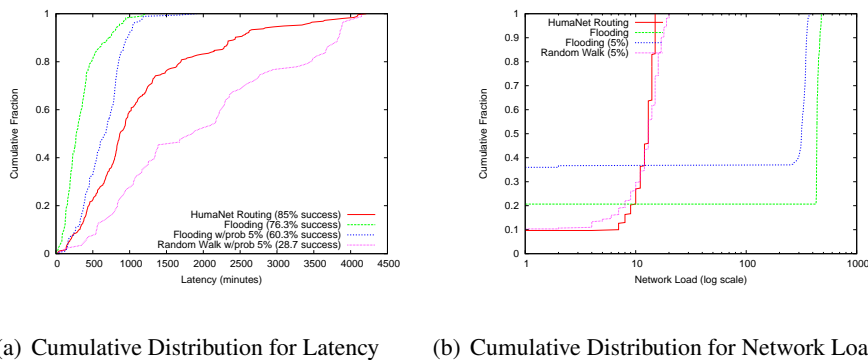 1
0.8
0.6
0.4
0.2
0
Cumulative Fraction
0 500 1000 1500 2000 2500 3000 3500 4000 4500
Latency (minutes)
HumaNet Routing (85% success)
Flooding (76.3% success)
Flooding w/prob 5% (60.3% success)
Random Walk w/prob 5% (28.7 success)
(a) Cumulative Distribution for Latency
1
0.9
0.8
0.7
0.6
0.5
0.4
0.3
0.2
0.1
0
Cumulative Fraction
1 10 100 1000
Network Load (log scale)
HumaNet Routing
Flooding
Flooding (5%)
Random Walk (5%)
(b) Cumulative Distribution for Network Loa